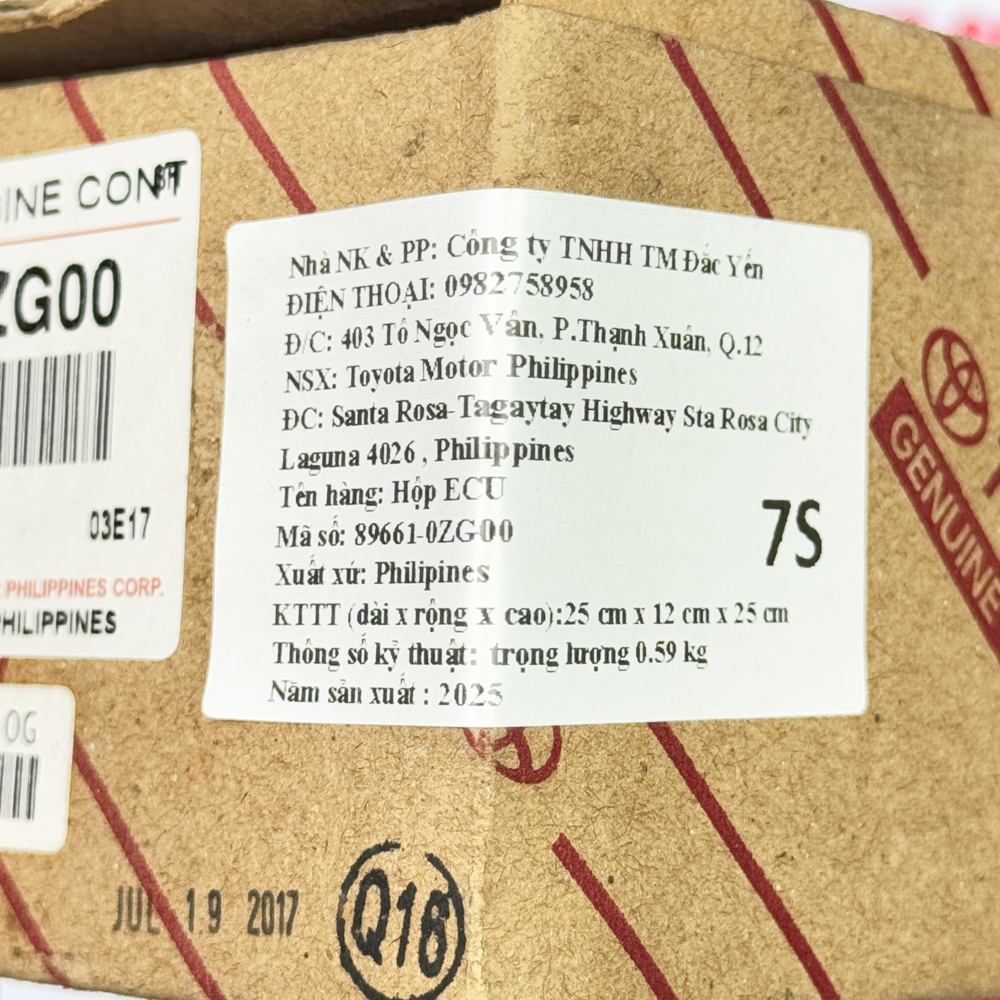 INE CONT
ZG00
03E17
PHILIPPINES CORP.
PHILIPPINES
0G
Nhà NK & PP: Công ty TNHH TM Đắc Yến
ĐIỆN THOẠI: 0982758958
Đ/C: 403 Tô Ngọc Vân, P.Thạnh Xuân, Q.12
NSX: Toyota Motor Philippines
ĐC: Santa Rosa-Tagaytay Highway Sta Rosa City
Laguna 4026 , Philippines
Tên hàng: Hộp ECU
Mã số: 89661-0ZG00
7S
Xuất xứ: Philipines
KTTT (dài x rộng x cao):25 cm x 12 cm x 25 cm
Thông số kỹ thuật: trọng lượng 0.59 kg
Năm sản xuất : 2025
GENUINE
JUL 19 2017
Q16